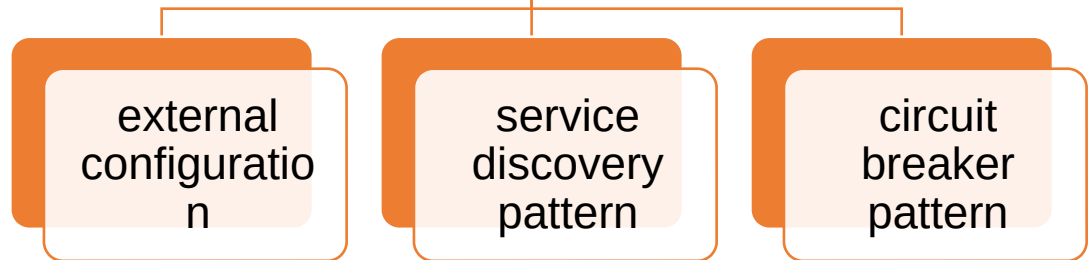 external
configuratio
n
service
discovery
pattern
circuit
breaker
pattern